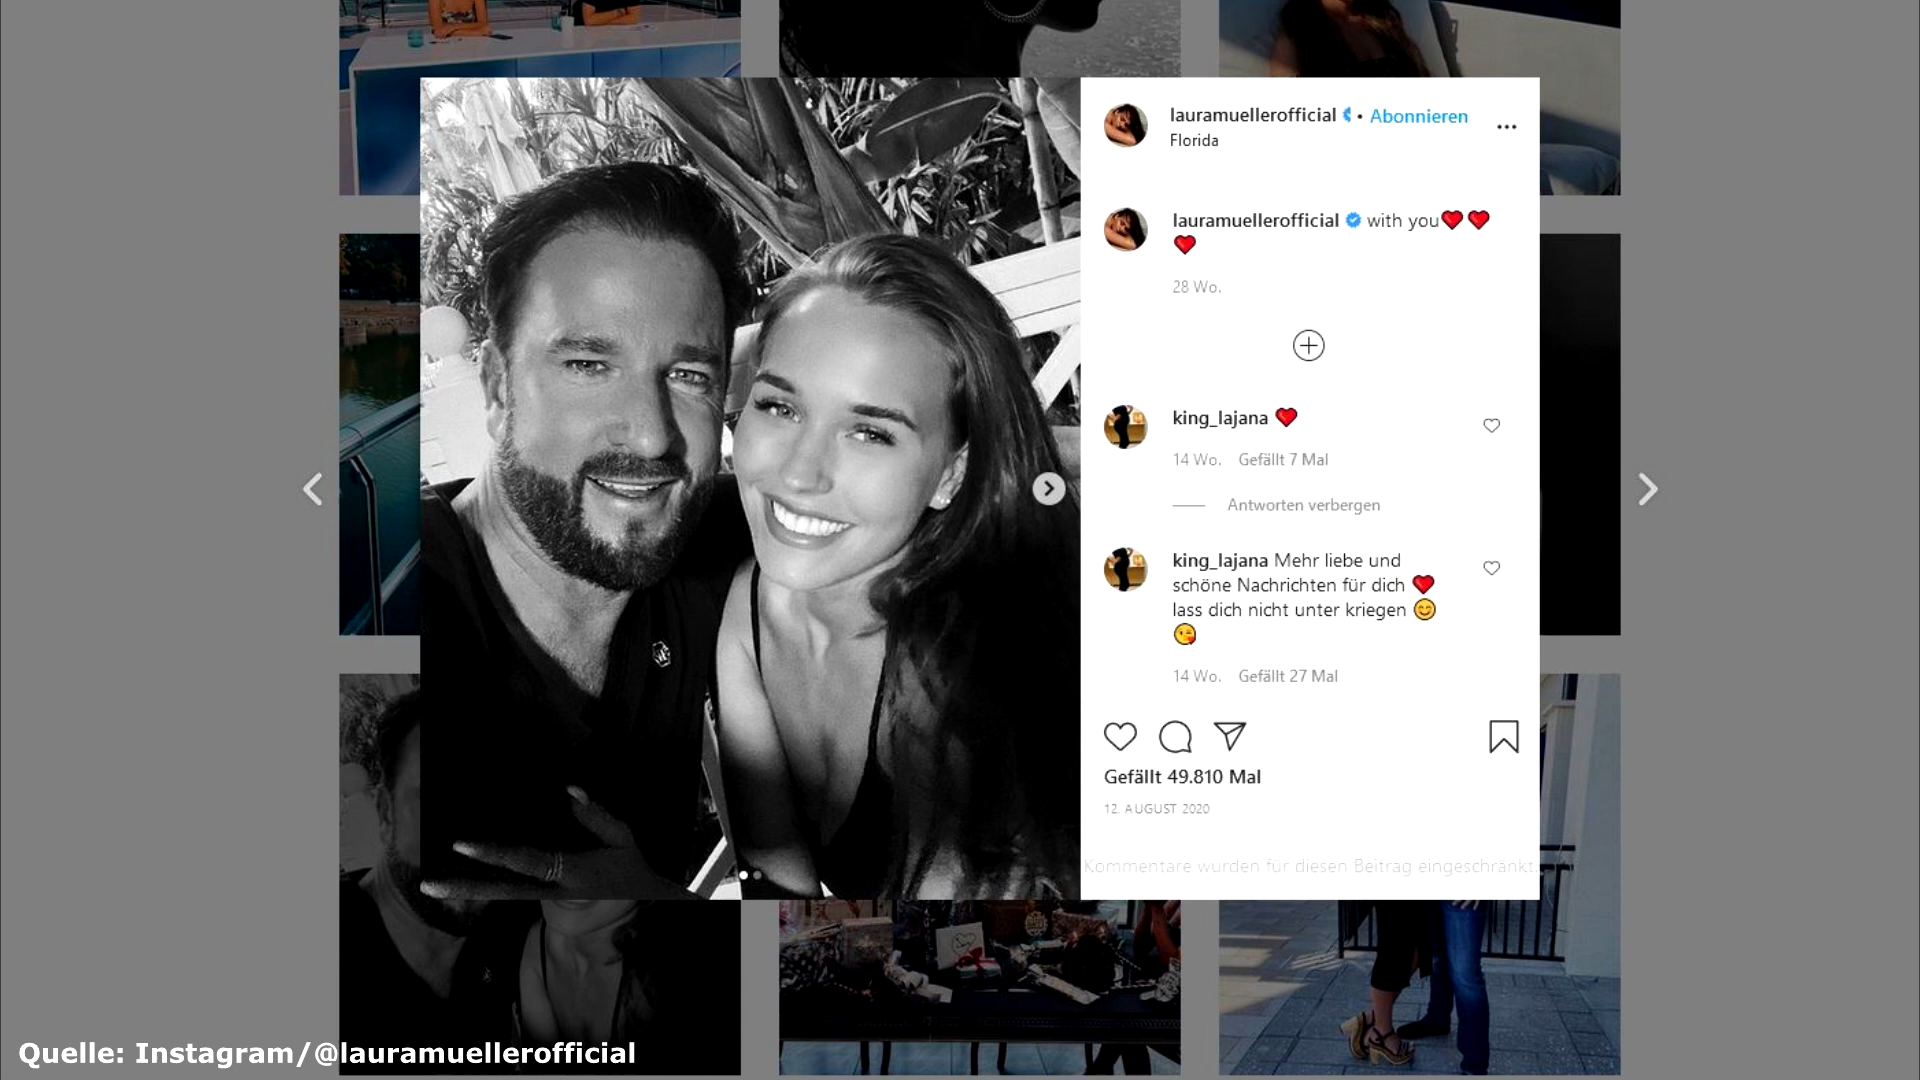 lauramuellerofficial • Abonnieren
Florida
lauramuellerofficial with you❤️❤️
❤️
28 Wo.
king_lajana ❤️
14 Wo. Gefällt 7 Mal
Antworten verbergen
king_lajana Mehr liebe und
schöne Nachrichten für dich ❤️
lass dich nicht unter kriegen 😊
😘
14 Wo. Gefällt 27 Mal
Gefällt 49.810 Mal
12. AUGUST 2020
Kommentare wurden für diesen Beitrag eingeschränkt.
Quelle: Instagram/@lauramuellerofficial